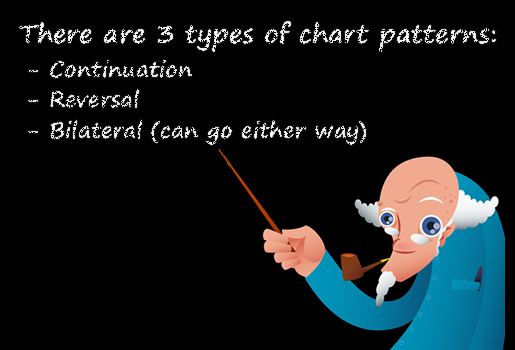 There are 3 types of chart patterns:
- Continuation
- Reversal
- Bilateral (can go either way)